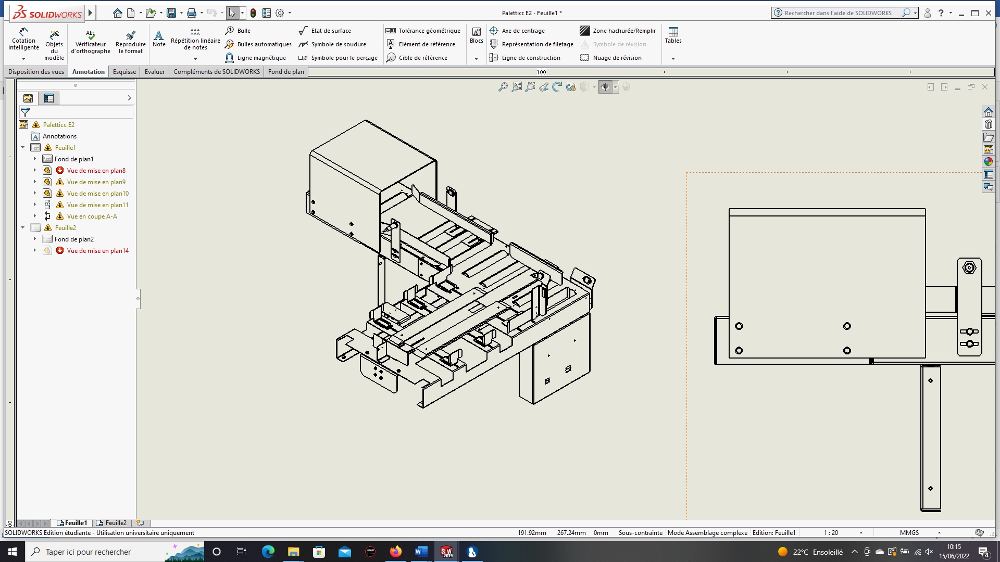 SOLIDWORKS
Paletticc E2 - Feuille1 *
Rechercher dans l'aide de SOLIDWORKS
?
Cotation intelligente
Objets du modèle
Abc
Vérificateur d'orthographe
Reproduire le format
A
Note
AAA
AAA
Répétition linéaire de notes
Bulle
Bulles automatiques
Ligne magnétique
Etat de surface
Symbole de soudure
Symbole pour le perçage
Tolérance géométrique
Elément de référence
Cible de référence
Blocs
Axe de centrage
Représentation de filetage
Ligne de construction
Zone hachurée/Remplir
Symbole de révision
Nuage de révision
Tables
Disposition des vues
Annotation
Esquisse
Evaluer
Compléments de SOLIDWORKS
Fond de plan
100
Paletticc E2
Annotations
Feuille1
Fond de plan1
Vue de mise en plan8
Vue de mise en plan9
Vue de mise en plan10
Vue de mise en plan11
Vue en coupe A-A
Feuille2
Fond de plan2
Vue de mise en plan14
Feuille1
Feuille2
SOLIDWORKS Edition étudiante - Utilisation universitaire uniquement
191.92mm
267.24mm
0mm
Sous-contrainte
Mode Assemblage complexe
Edition: Feuille1
1 : 20
MMGS
Taper ici pour rechercher
SW
2019
22°C Ensoleillé
10:15
15/06/2022
4